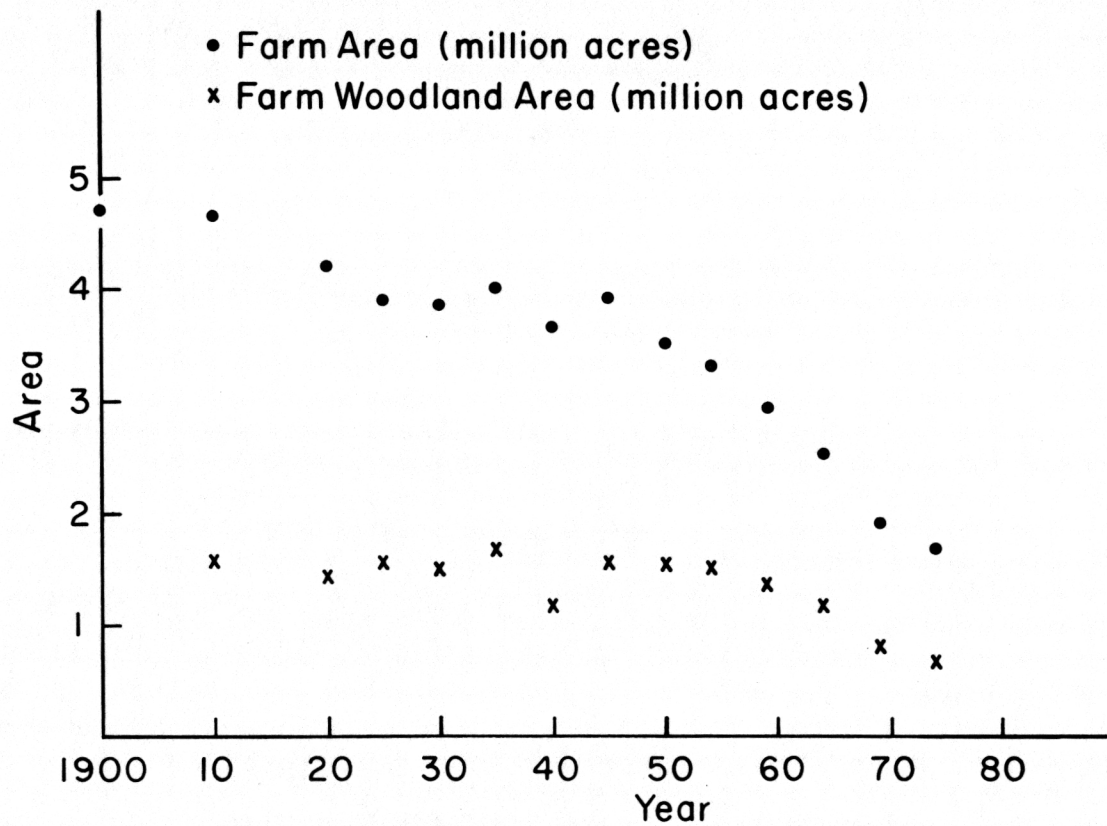 • Farm Area (million acres)
x Farm Woodland Area (million acres)
5
4
3
2
1
Area
1900 10 20 30 40 50 60 70 80
Year